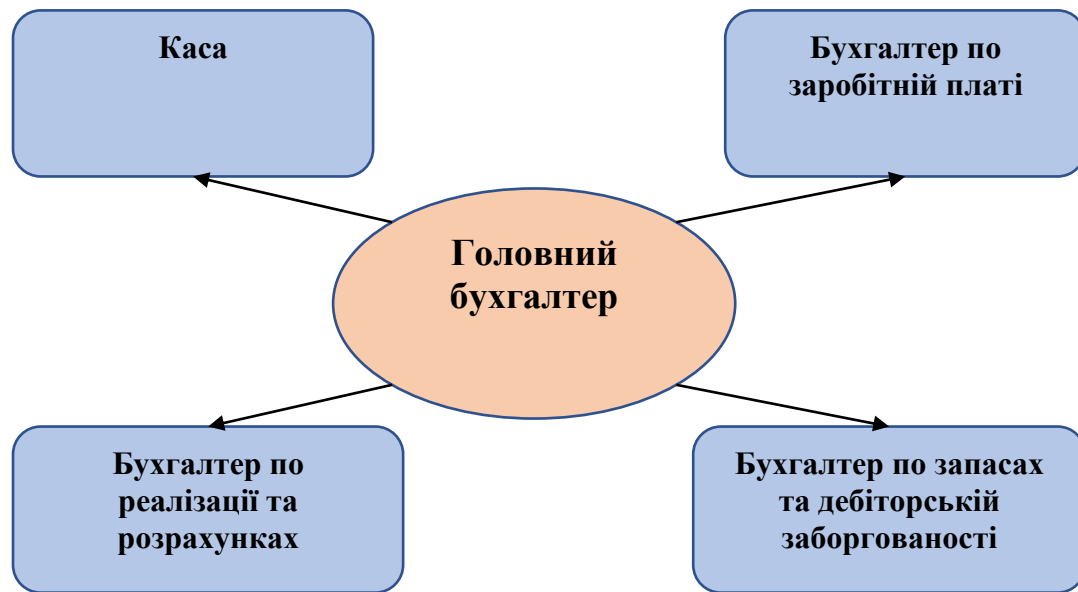 Каса
Бухгалтер по
заробітній платі
Головний
бухгалтер
Бухгалтер по
реалізації та
розрахунках
Бухгалтер по запасах
та дебіторській
заборгованості